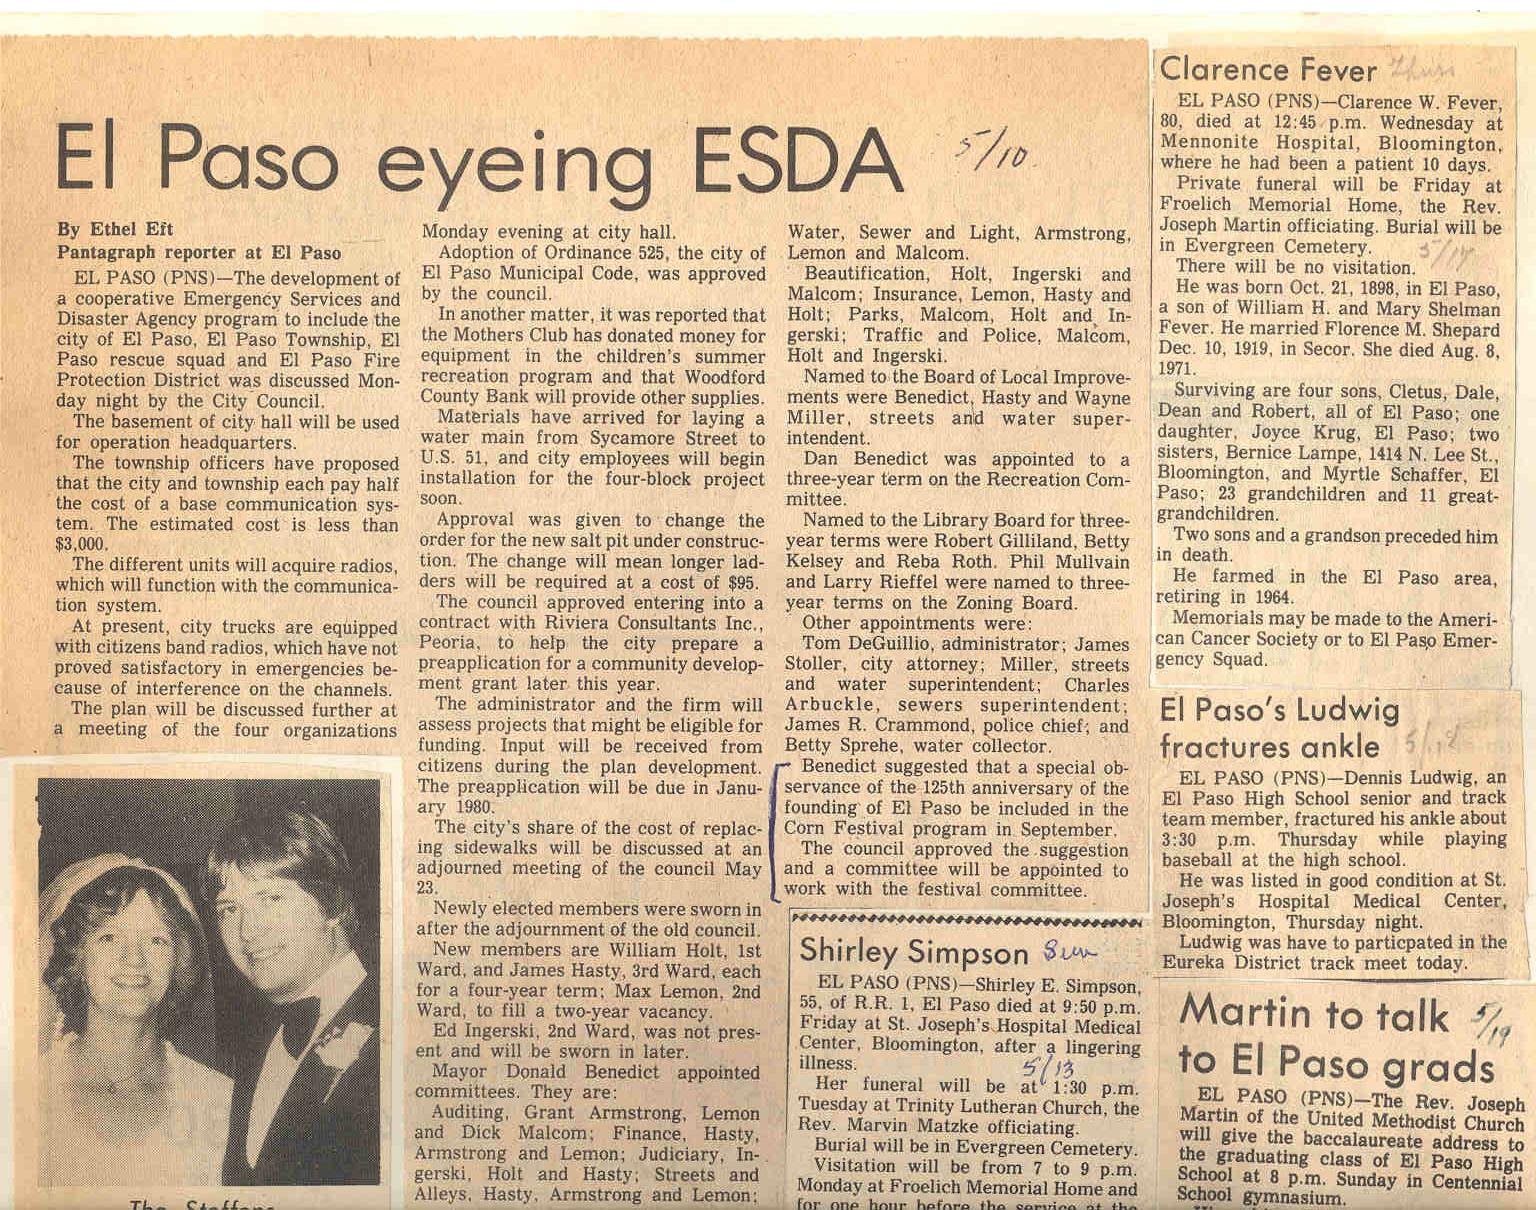 El Paso eyeing ESDA 5/10
By Ethel Eft
Pantagraph reporter at El Paso
EL PASO (PNS)—The development of
a cooperative Emergency Services and
Disaster Agency program to include the
city of El Paso, El Paso Township, El
Paso rescue squad and El Paso Fire
Protection District was discussed Mon-
day night by the City Council.
The basement of city hall will be used
for operation headquarters.
The township officers have proposed
that the city and township each pay half
the cost of a base communication sys-
tem. The estimated cost is less than
$3,000.
The different units will acquire radios,
which will function with the communica-
tion system.
At present, city trucks are equipped
with citizens band radios, which have not
proved satisfactory in emergencies be-
cause of interference on the channels.
The plan will be discussed further at
a meeting of the four organizations
Monday evening at city hall.
Adoption of Ordinance 525, the city of
El Paso Municipal Code, was approved
by the council.
In another matter, it was reported that
the Mothers Club has donated money for
equipment in the children's summer
recreation program and that Woodford
County Bank will provide other supplies.
Materials have arrived for laying a
water main from Sycamore Street to
U.S. 51, and city employees will begin
installation for the four-block project
soon.
Approval was given to change the
order for the new salt pit under construc-
tion. The change will mean longer lad-
ders will be required at a cost of $95.
The council approved entering into a
contract with Riviera Consultants Inc.,
Peoria, to help the city prepare a
preapplication for a community develop-
ment grant later this year.
The administrator and the firm will
assess projects that might be eligible for
funding. Input will be received from
citizens during the plan development.
The preapplication will be due in Janu-
ary 1980.
The city's share of the cost of replac-
ing sidewalks will be discussed at an
adjourned meeting of the council May
23.
Newly elected members were sworn in
after the adjournment of the old council.
New members are William Holt, 1st
Ward, and James Hasty, 3rd Ward, each
for a four-year term; Max Lemon, 2nd
Ward, to fill a two-year vacancy.
Ed Ingerski, 2nd Ward, was not pres-
ent and will be sworn in later.
Mayor Donald Benedict appointed
committees. They are:
Auditing, Grant Armstrong, Lemon
and Dick Malcom; Finance, Hasty,
Armstrong and Lemon; Judiciary, In-
gerski, Holt and Hasty; Streets and
Alleys, Hasty, Armstrong and Lemon;
Water, Sewer and Light, Armstrong,
Lemon and Malcom.
Beautification, Holt, Ingerski and
Malcom; Insurance, Lemon, Hasty and
Holt; Parks, Malcom, Holt and In-
gerski; Traffic and Police, Malcom,
Holt and Ingerski.
Named to the Board of Local Improve-
ments were Benedict, Hasty and Wayne
Miller, streets and water super-
intendent.
Dan Benedict was appointed to a
three-year term on the Recreation Com-
mittee.
Named to the Library Board for three-
year terms were Robert Gilliland, Betty
Kelsey and Reba Roth. Phil Mullvain
and Larry Rieffel were named to three-
year terms on the Zoning Board.
Other appointments were:
Tom DeGuillio, administrator; James
Stoller, city attorney; Miller, streets
and water superintendent; Charles
Arbuckle, sewers superintendent;
James R. Crammond, police chief; and
Betty Sprehe, water collector.
Benedict suggested that a special ob-
servance of the 125th anniversary of the
founding of El Paso be included in the
Corn Festival program in September.
The council approved the suggestion
and a committee will be appointed to
work with the festival committee.
The Steffens
Shirley Simpson Sun
EL PASO (PNS)—Shirley E. Simpson,
55, of R.R. 1, El Paso died at 9:50 p.m.
Friday at St. Joseph's Hospital Medical
Center, Bloomington, after a lingering
illness. 5/13
Her funeral will be at 1:30 p.m.
Tuesday at Trinity Lutheran Church, the
Rev. Marvin Matzke officiating.
Burial will be in Evergreen Cemetery.
Visitation will be from 7 to 9 p.m.
Monday at Froelich Memorial Home and
for one hour before the service at the
Clarence Fever Thurs
EL PASO (PNS)—Clarence W. Fever,
80, died at 12:45 p.m. Wednesday at
Mennonite Hospital, Bloomington,
where he had been a patient 10 days.
Private funeral will be Friday at
Froelich Memorial Home, the Rev.
Joseph Martin officiating. Burial will be
in Evergreen Cemetery. 5/17
There will be no visitation.
He was born Oct. 21, 1898, in El Paso,
a son of William H. and Mary Shelman
Fever. He married Florence M. Shepard
Dec. 10, 1919, in Secor. She died Aug. 8,
1971.
Surviving are four sons, Cletus, Dale,
Dean and Robert, all of El Paso; one
daughter, Joyce Krug, El Paso; two
sisters, Bernice Lampe, 1414 N. Lee St.,
Bloomington, and Myrtle Schaffer, El
Paso; 23 grandchildren and 11 great-
grandchildren.
Two sons and a grandson preceded him
in death.
He farmed in the El Paso area,
retiring in 1964.
Memorials may be made to the Ameri-
can Cancer Society or to El Paso Emer-
gency Squad.
El Paso's Ludwig
fractures ankle 5/18
EL PASO (PNS)—Dennis Ludwig, an
El Paso High School senior and track
team member, fractured his ankle about
3:30 p.m. Thursday while playing
baseball at the high school.
He was listed in good condition at St.
Joseph's Hospital Medical Center,
Bloomington, Thursday night.
Ludwig was have to particpated in the
Eureka District track meet today.
Martin to talk 5/19
to El Paso grads
EL PASO (PNS)—The Rev. Joseph
Martin of the United Methodist Church
will give the baccalaureate address to
the graduating class of El Paso High
School at 8 p.m. Sunday in Centennial
School gymnasium.